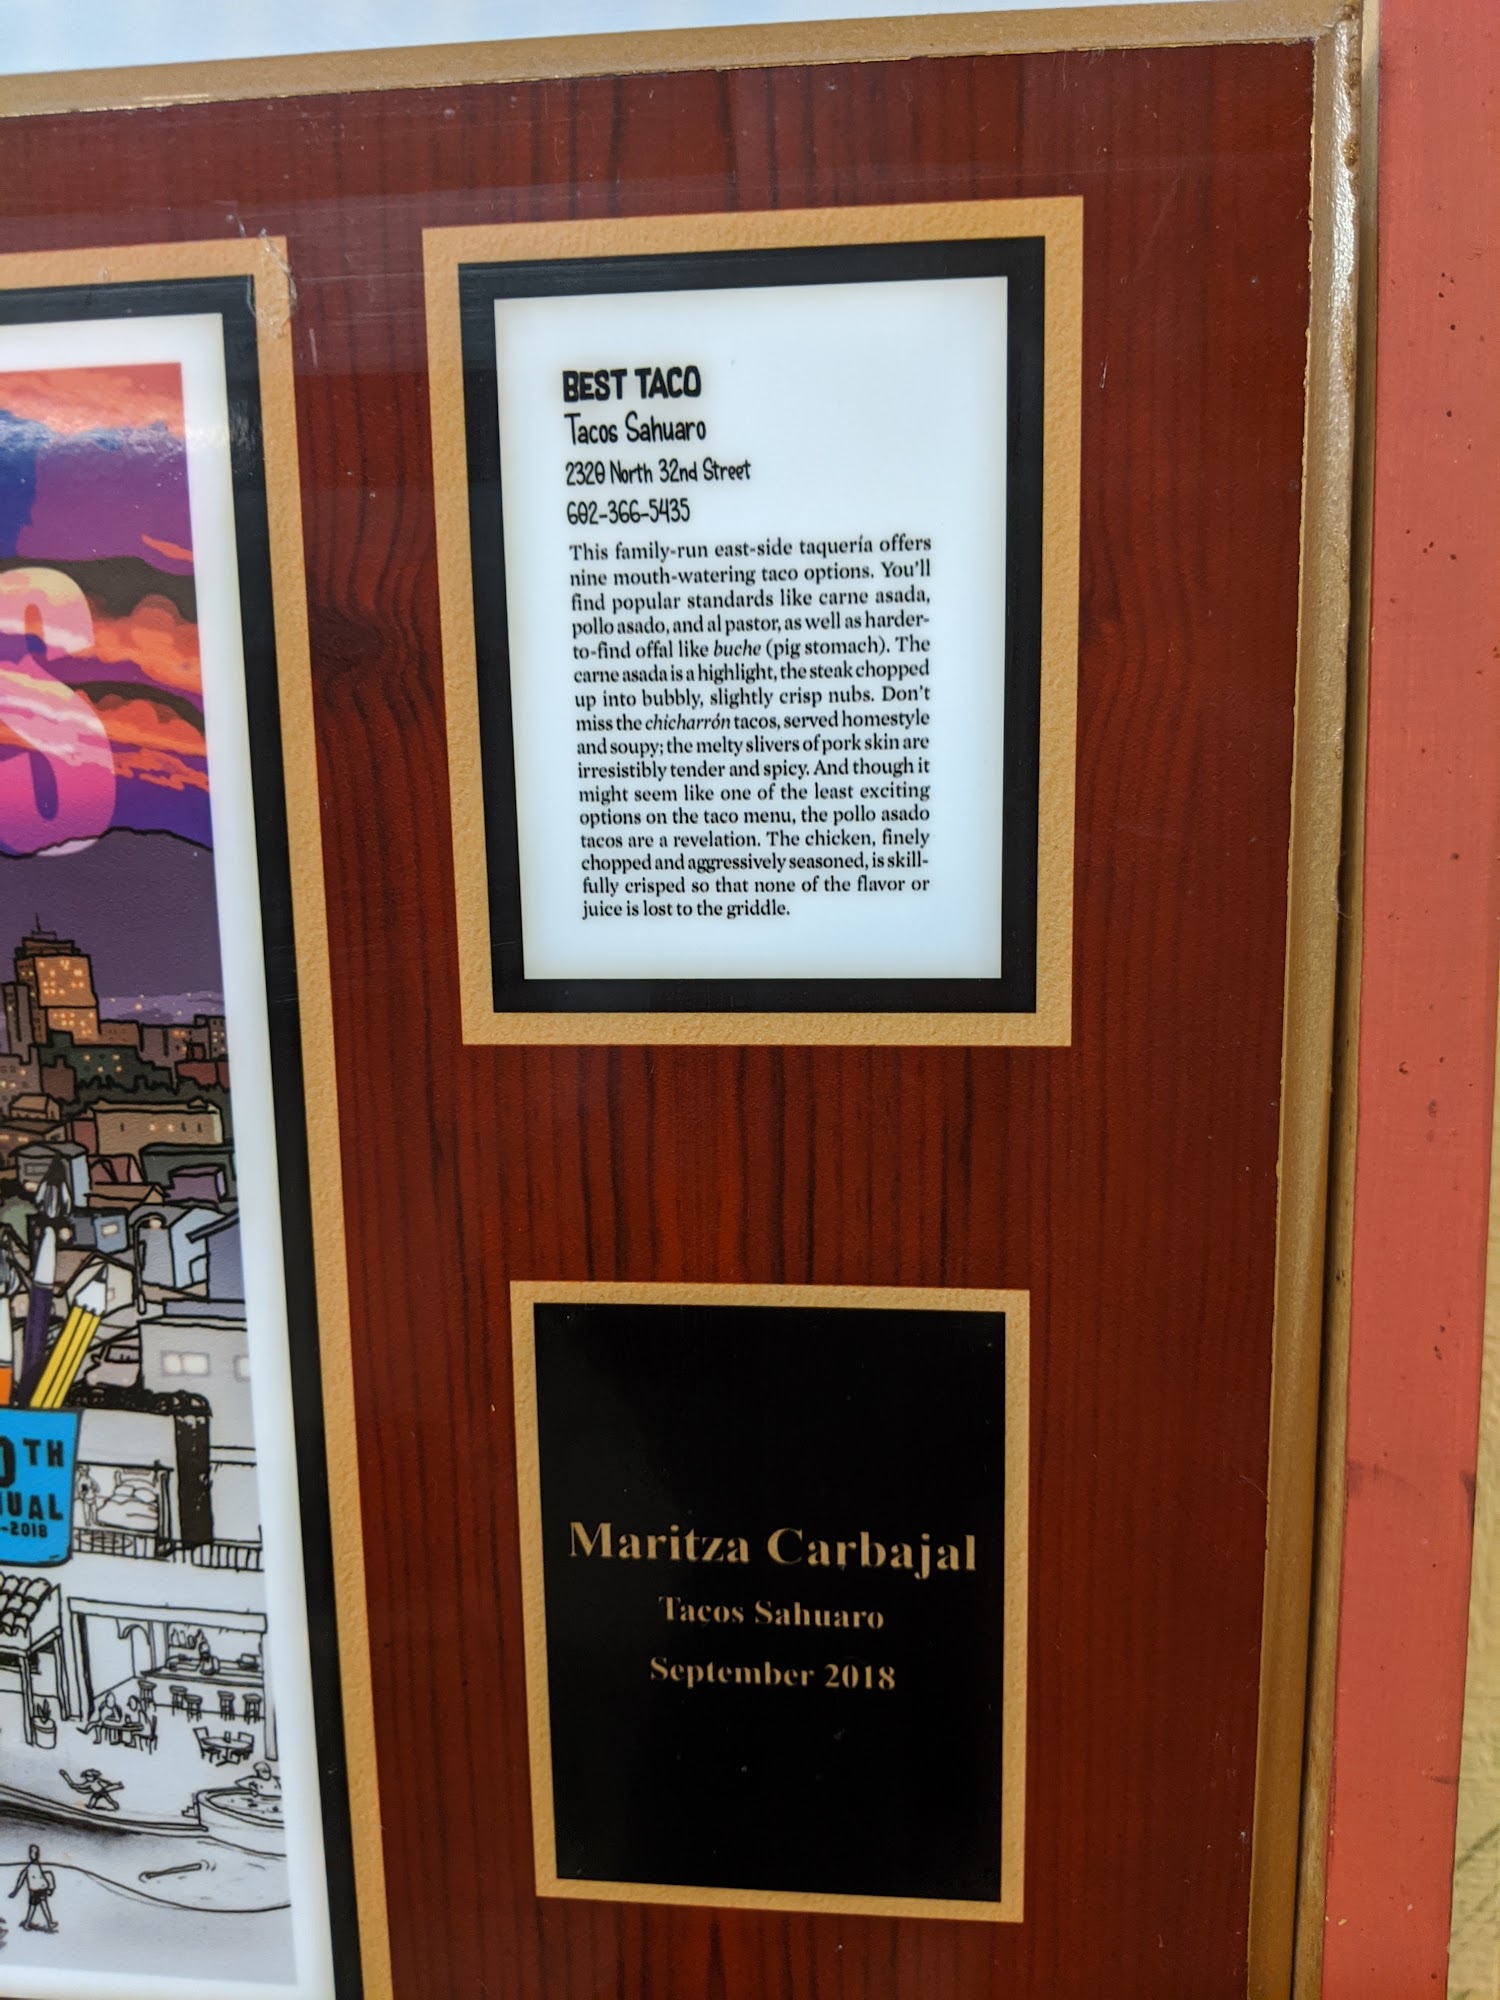 S
BEST TACO
Tacos Sahuaro
2320 North 32nd Street
602-366-5435
This family-run east-side taquería offers
nine mouth-watering taco options. You'll
find popular standards like carne asada,
pollo asado, and al pastor, as well as harder-
to-find offal like buche (pig stomach). The
carne asada is a highlight, the steak chopped
up into bubbly, slightly crisp nubs. Don't
miss the chicharrón tacos, served homestyle
and soupy; the melty slivers of pork skin are
irresistibly tender and spicy. And though it
might seem like one of the least exciting
options on the taco menu, the pollo asado
tacos are a revelation. The chicken, finely
chopped and aggressively seasoned, is skill-
fully crisped so that none of the flavor or
juice is lost to the griddle.
0TH
UAL
-2018
Maritza Carbajal
Tacos Sahuaro
September 2018